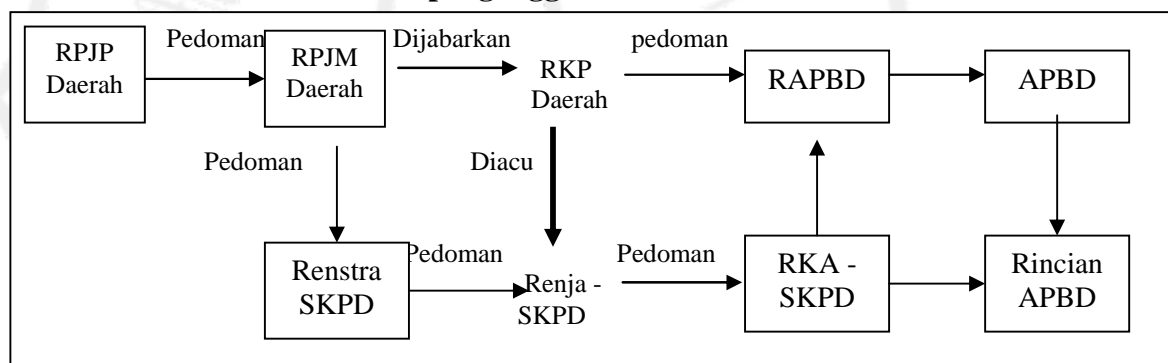 RPJP
Daerah
Pedoman
RPJM
Daerah
Dijabarkan
RKP
Daerah
pedoman
RAPBD
APBD
Pedoman
Diacu
Renstra
SKPD
Pedoman
Renja -
SKPD
Pedoman
RKA -
SKPD
Rincian
APBD